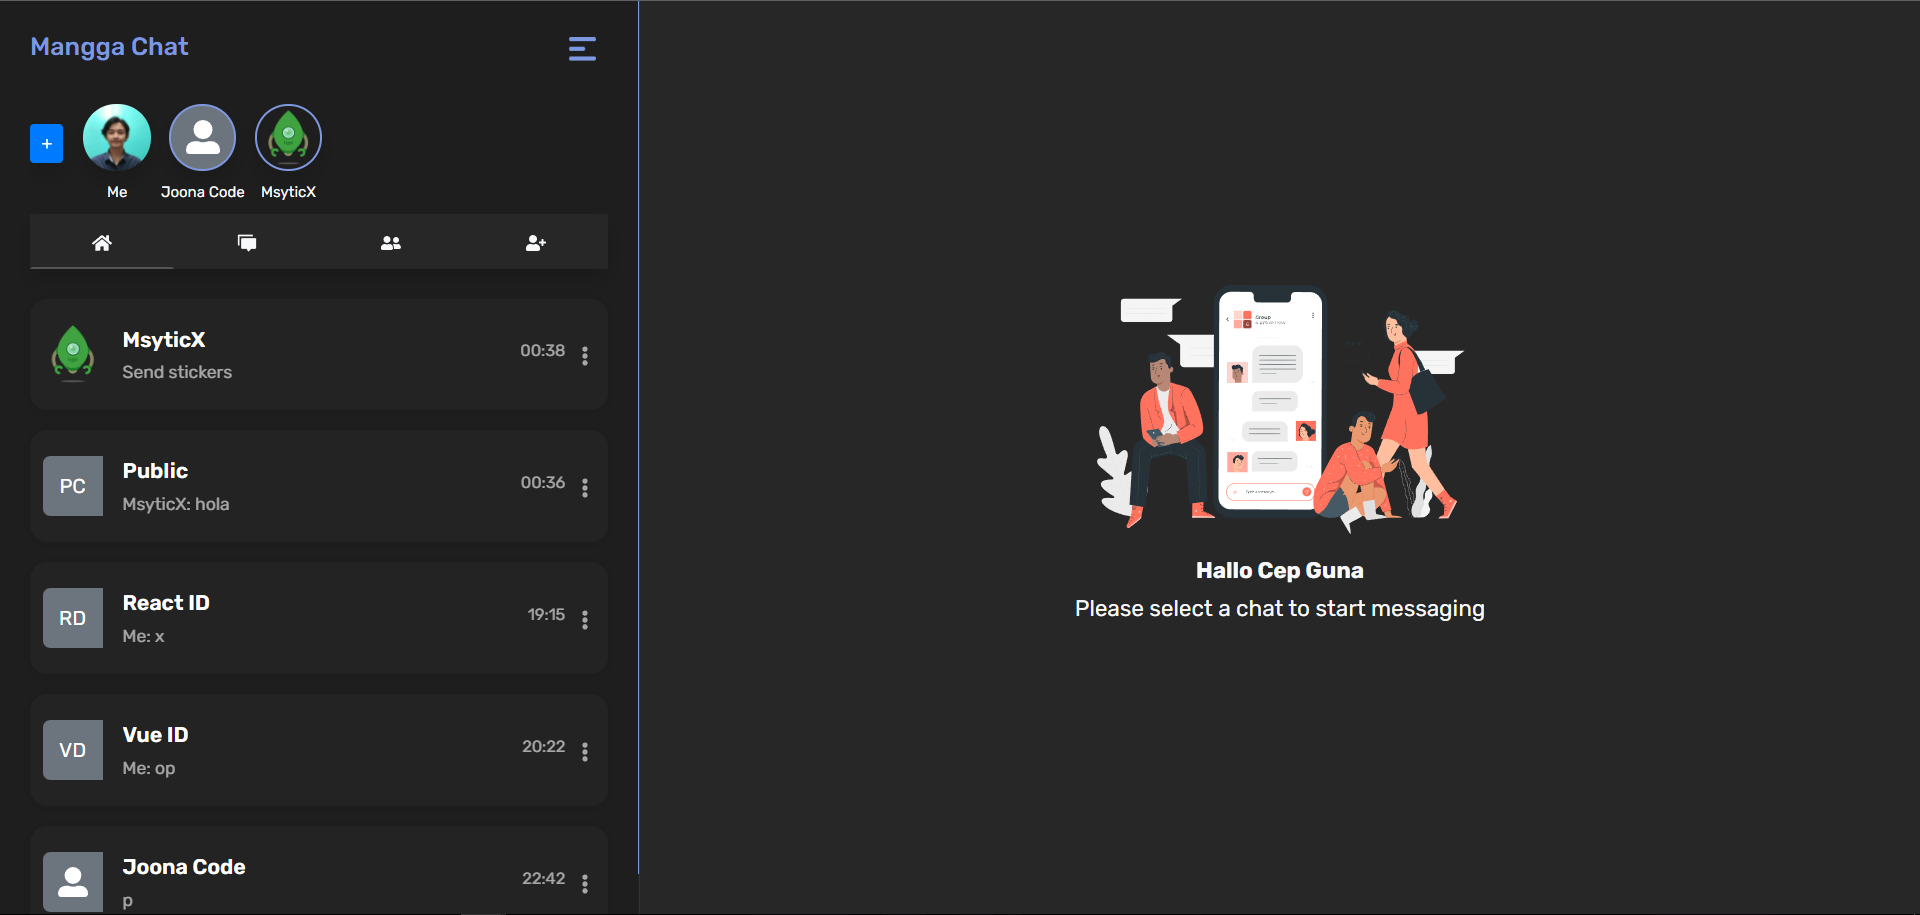 Mangga Chat
+
Me
Joona Code
MsyticX
MsyticX
00:38
Send stickers
PC
Public
00:36
MsyticX: hola
RD
React ID
19:15
Me: x
VD
Vue ID
20:22
Me: op
Joona Code
22:42
p
Group
Hallo Cep Guna
Please select a chat to start messaging